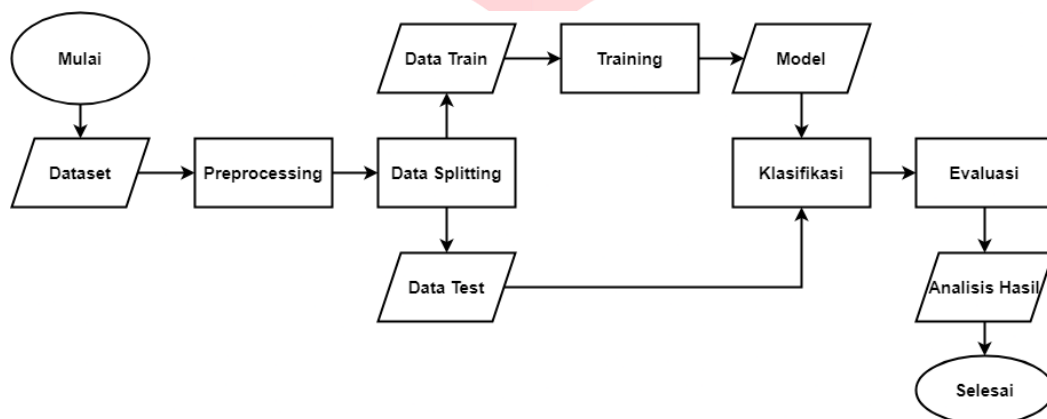 Mulai
Dataset
Preprocessing
Data Splitting
Data Train
Training
Model
Data Test
Klasifikasi
Evaluasi
Analisis Hasil
Selesai